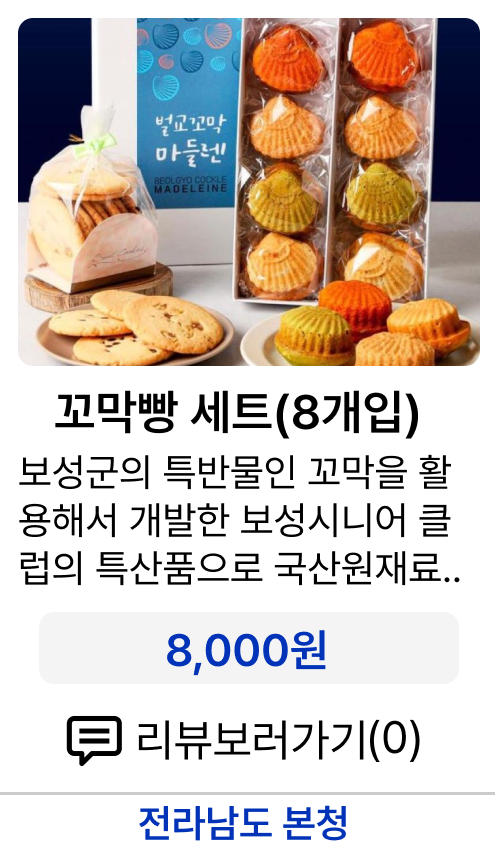 벌교꼬막
마들렌
BEOLGYO COCKLE
MADELEINE
꼬막빵 세트(8개입)
보성군의 특반물인 꼬막을 활
용해서 개발한 보성시니어 클
럽의 특산품으로 국산원재료..
8,000원
리뷰보러가기(0)
전라남도 본청